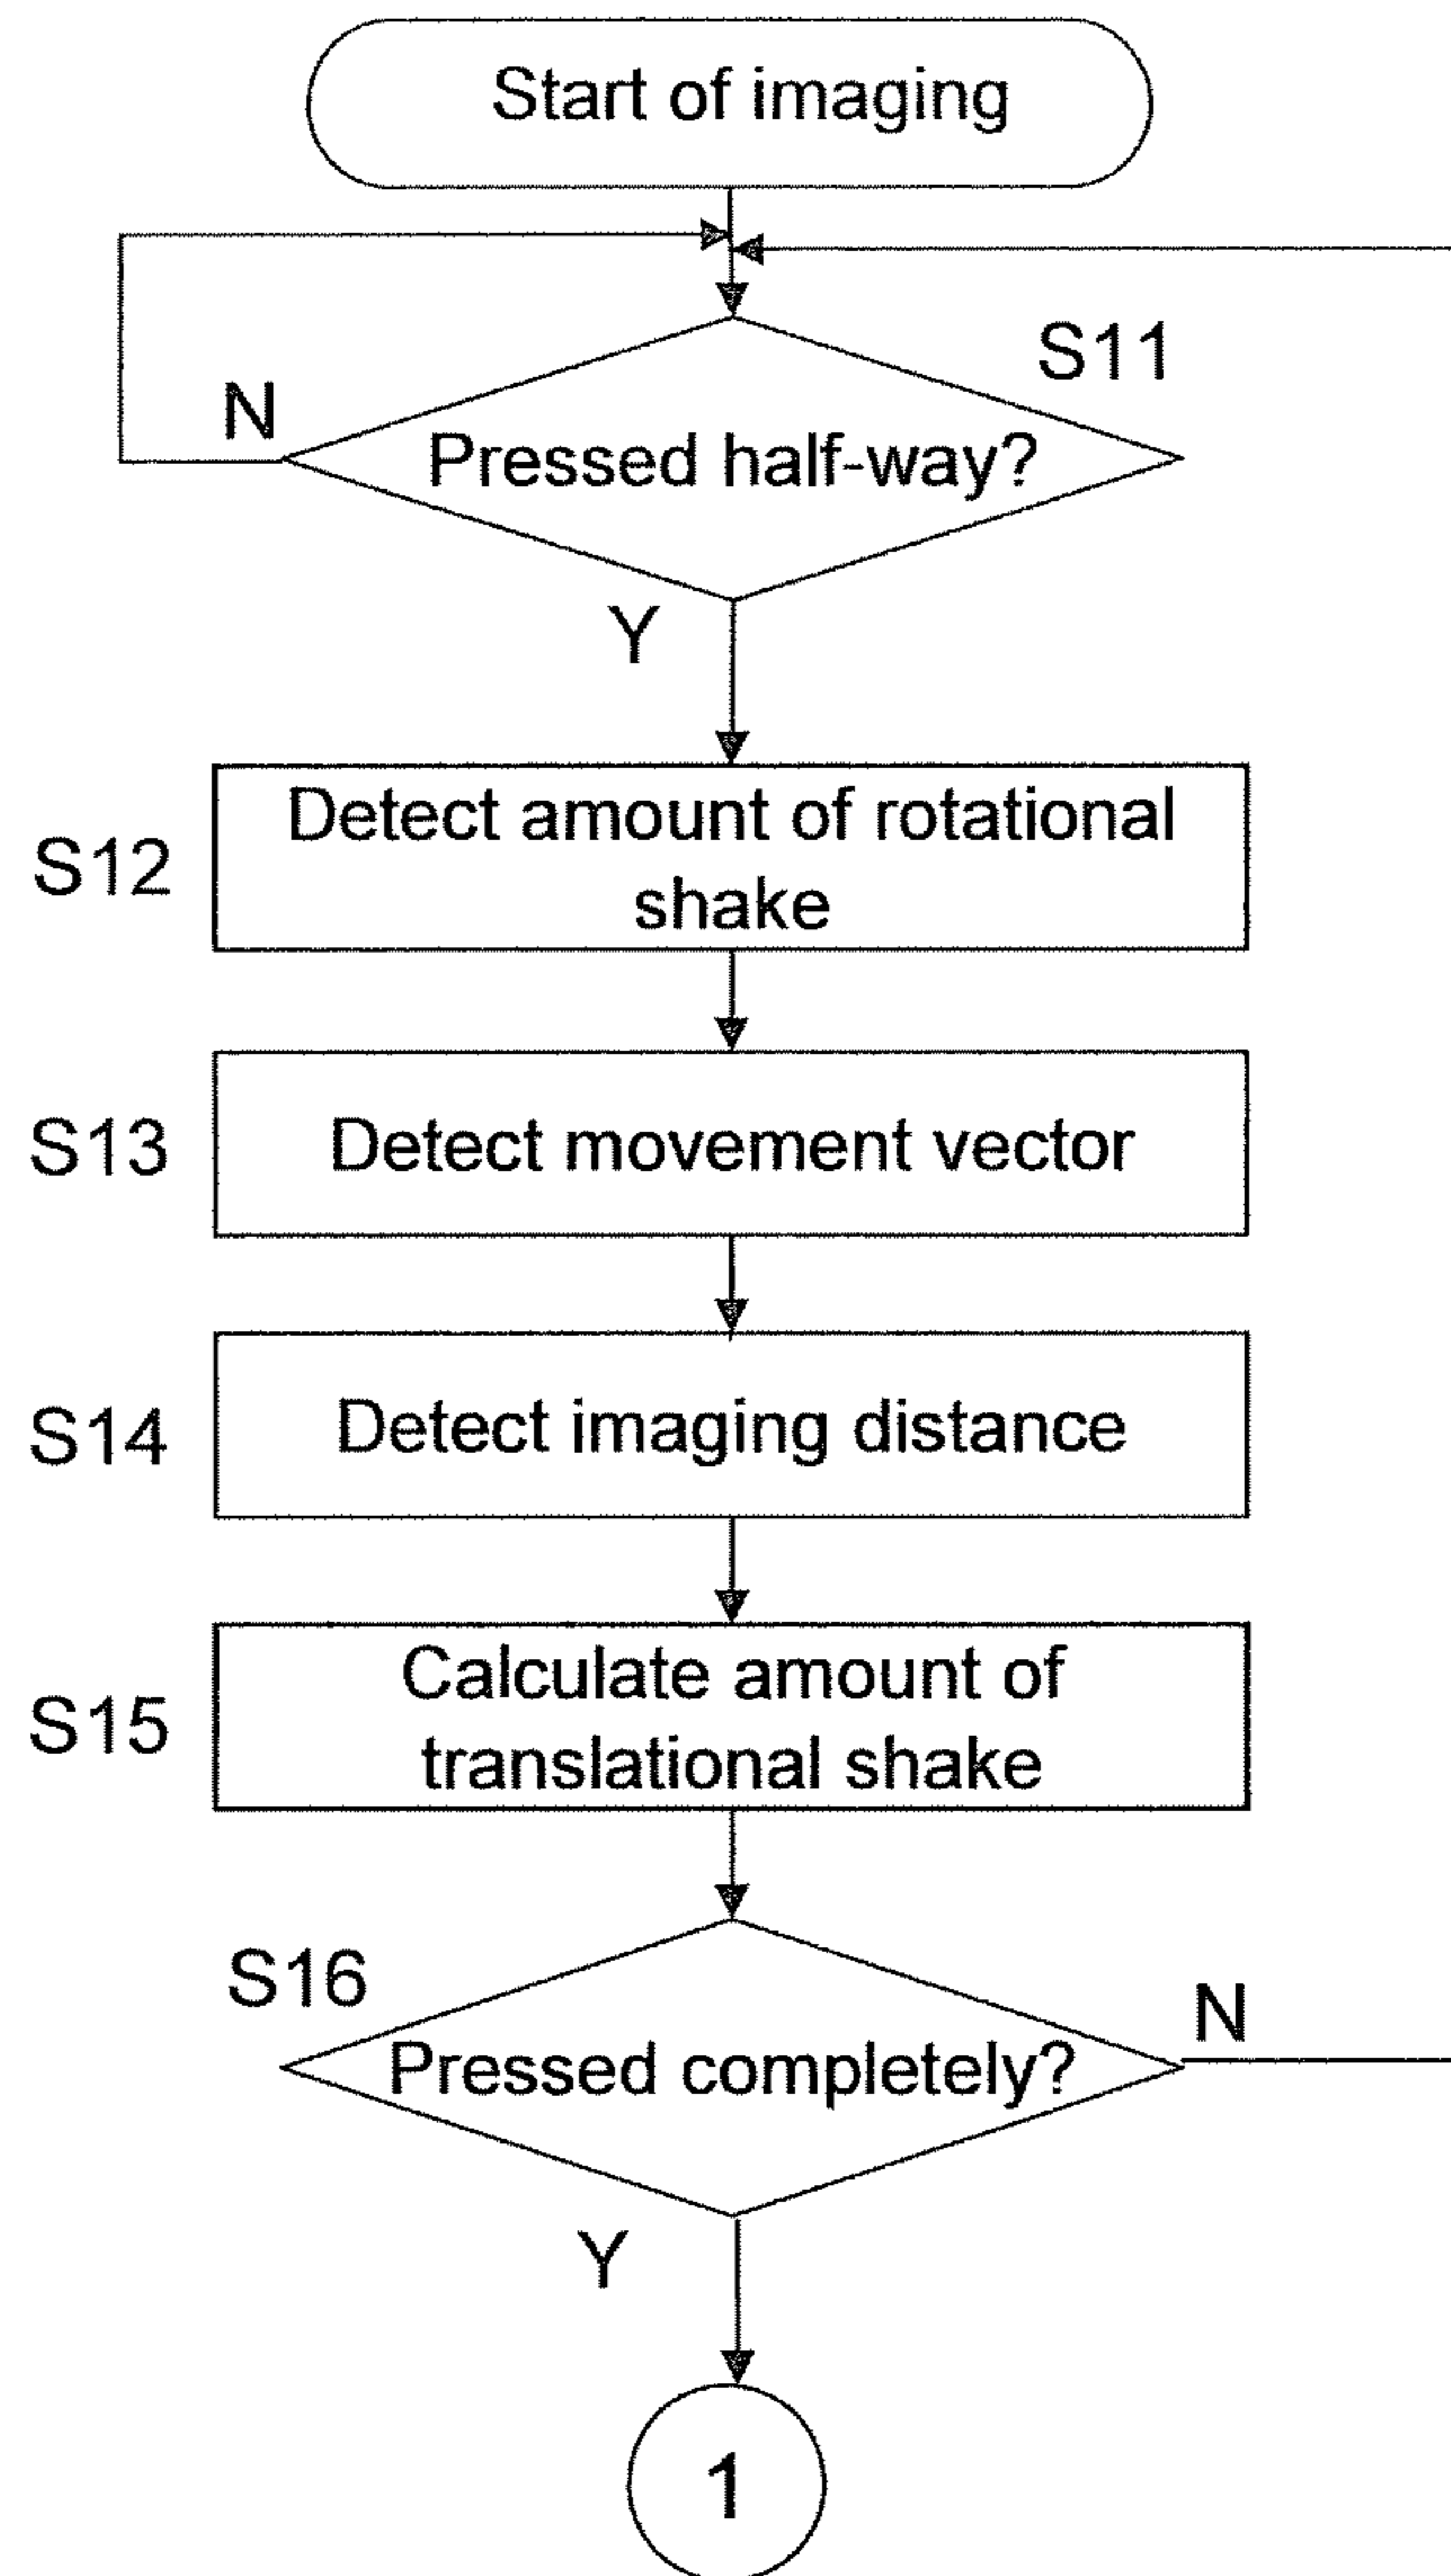 Start of imaging
S11
N
Pressed half-way?
Y
S12
Detect amount of rotational
shake
S13
Detect movement vector
S14
Detect imaging distance
S15
Calculate amount of
translational shake
S16
N
Pressed completely?
Y
1